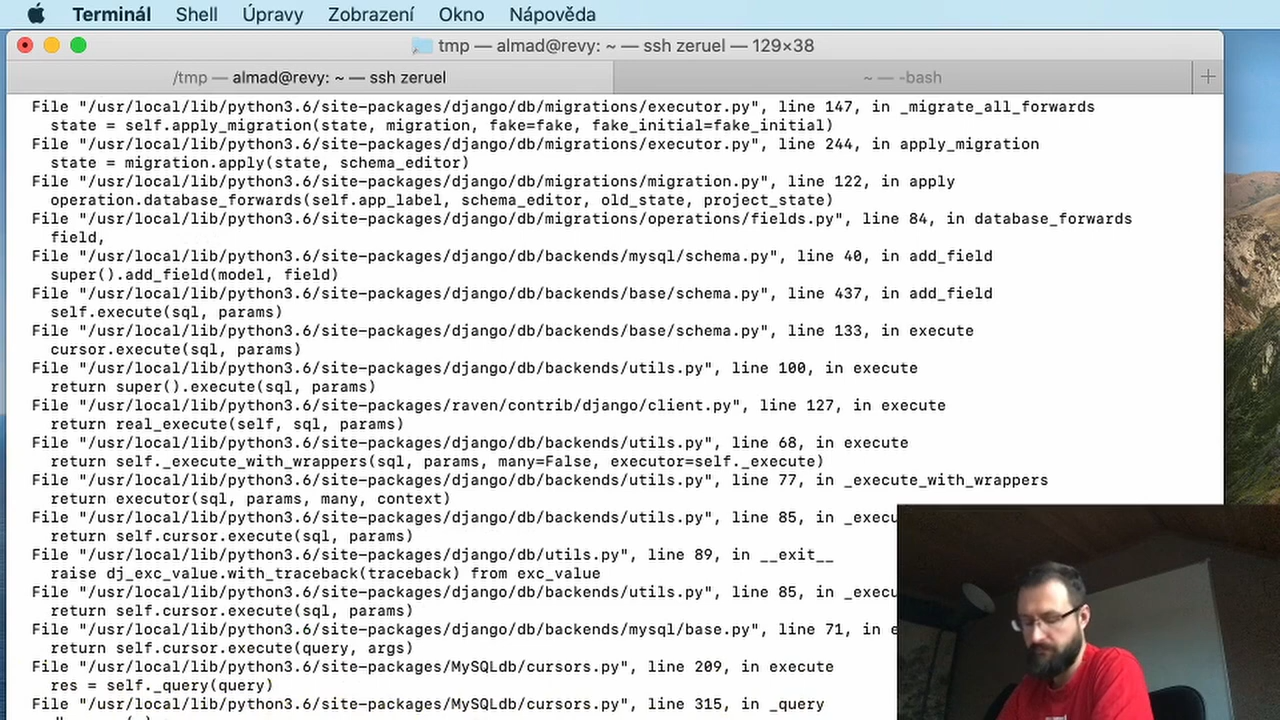 Terminál Shell Úpravy Zobrazení Okno Nápověda
tmp — almad@revy: ~ — ssh zeruel — 129×38
/tmp — almad@revy: ~ — ssh zeruel
~ — -bash
File "/usr/local/lib/python3.6/site-packages/django/db/migrations/executor.py", line 147, in _migrate_all_forwards
state = self.apply_migration(state, migration, fake=fake, fake_initial=fake_initial)
File "/usr/local/lib/python3.6/site-packages/django/db/migrations/executor.py", line 244, in apply_migration
state = migration.apply(state, schema_editor)
File "/usr/local/lib/python3.6/site-packages/django/db/migrations/migration.py", line 122, in apply
operation.database_forwards(self.app_label, schema_editor, old_state, project_state)
File "/usr/local/lib/python3.6/site-packages/django/db/migrations/operations/fields.py", line 84, in database_forwards
field,
File "/usr/local/lib/python3.6/site-packages/django/db/backends/mysql/schema.py", line 40, in add_field
super().add_field(model, field)
File "/usr/local/lib/python3.6/site-packages/django/db/backends/base/schema.py", line 437, in add_field
self.execute(sql, params)
File "/usr/local/lib/python3.6/site-packages/django/db/backends/base/schema.py", line 133, in execute
cursor.execute(sql, params)
File "/usr/local/lib/python3.6/site-packages/django/db/backends/utils.py", line 100, in execute
return super().execute(sql, params)
File "/usr/local/lib/python3.6/site-packages/raven/contrib/django/client.py", line 127, in execute
return real_execute(self, sql, params)
File "/usr/local/lib/python3.6/site-packages/django/db/backends/utils.py", line 68, in execute
return self._execute_with_wrappers(sql, params, many=False, executor=self._execute)
File "/usr/local/lib/python3.6/site-packages/django/db/backends/utils.py", line 77, in _execute_with_wrappers
return executor(sql, params, many, context)
File "/usr/local/lib/python3.6/site-packages/django/db/backends/utils.py", line 85, in _execu
return self.cursor.execute(sql, params)
File "/usr/local/lib/python3.6/site-packages/django/db/utils.py", line 89, in __exit__
raise dj_exc_value.with_traceback(traceback) from exc_value
File "/usr/local/lib/python3.6/site-packages/django/db/backends/utils.py", line 85, in _execu
return self.cursor.execute(sql, params)
File "/usr/local/lib/python3.6/site-packages/django/db/backends/mysql/base.py", line 71, in e
return self.cursor.execute(query, args)
File "/usr/local/lib/python3.6/site-packages/MySQLdb/cursors.py", line 209, in execute
res = self._query(query)
File "/usr/local/lib/python3.6/site-packages/MySQLdb/cursors.py", line 315, in _query